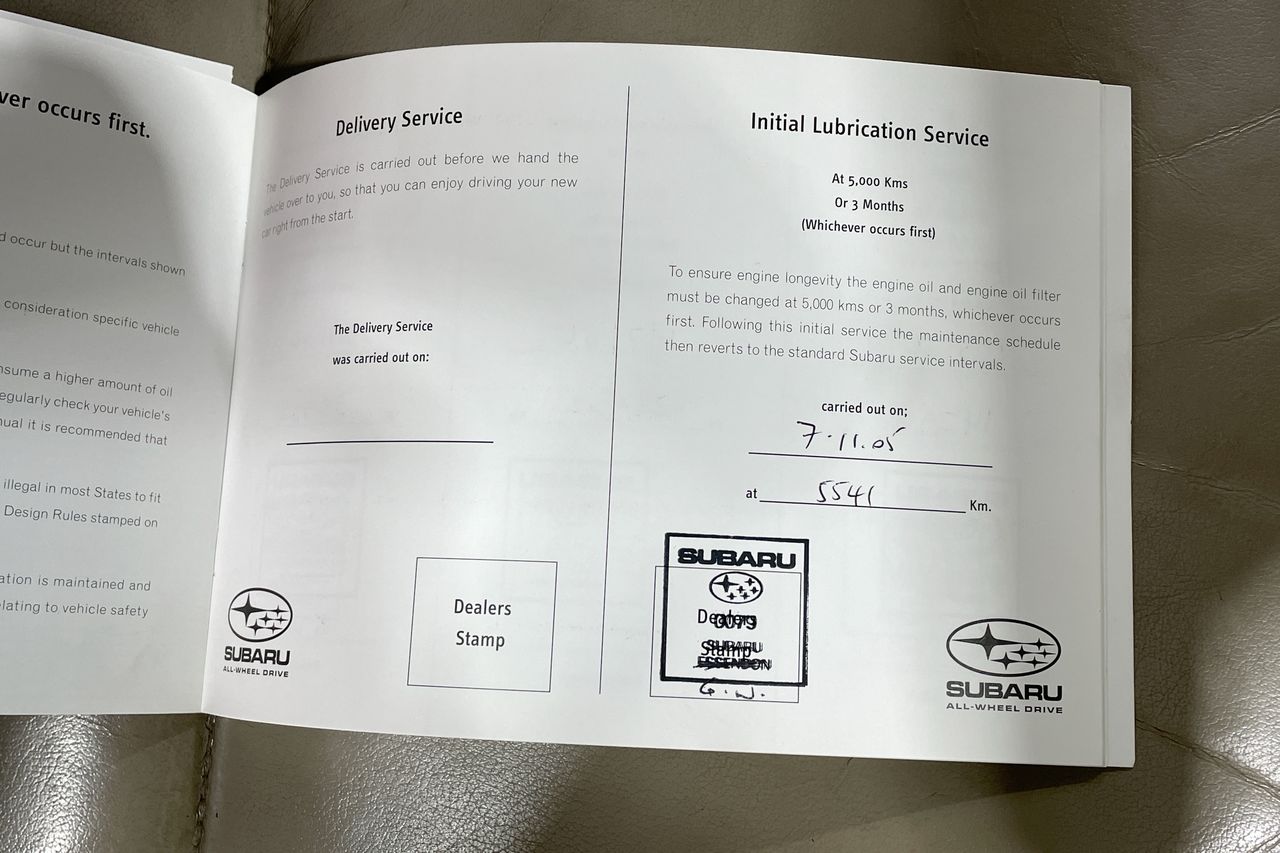 ver occurs first.
d occur but the intervals shown
consideration specific vehicle
nsume a higher amount of oil
egularly check your vehicle's
nual it is recommended that
illegal in most States to fit
Design Rules stamped on
ation is maintained and
elating to vehicle safety
Delivery Service
The Delivery Service is carried out before we hand the
vehicle over to you, so that you can enjoy driving your new
car right from the start.
The Delivery Service
was carried out on:
Dealers
Stamp
SUBARU
ALL-WHEEL DRIVE
Initial Lubrication Service
At 5,000 Kms
Or 3 Months
(Whichever occurs first)
To ensure engine longevity the engine oil and engine oil filter
must be changed at 5,000 kms or 3 months, whichever occurs
first. Following this initial service the maintenance schedule
then reverts to the standard Subaru service intervals.
carried out on;
7.11.05
at 5541 Km.
SUBARU
Dealers
0079
Stamp
SUBARU
ESSENDON
G.W.
SUBARU
ALL-WHEEL DRIVE